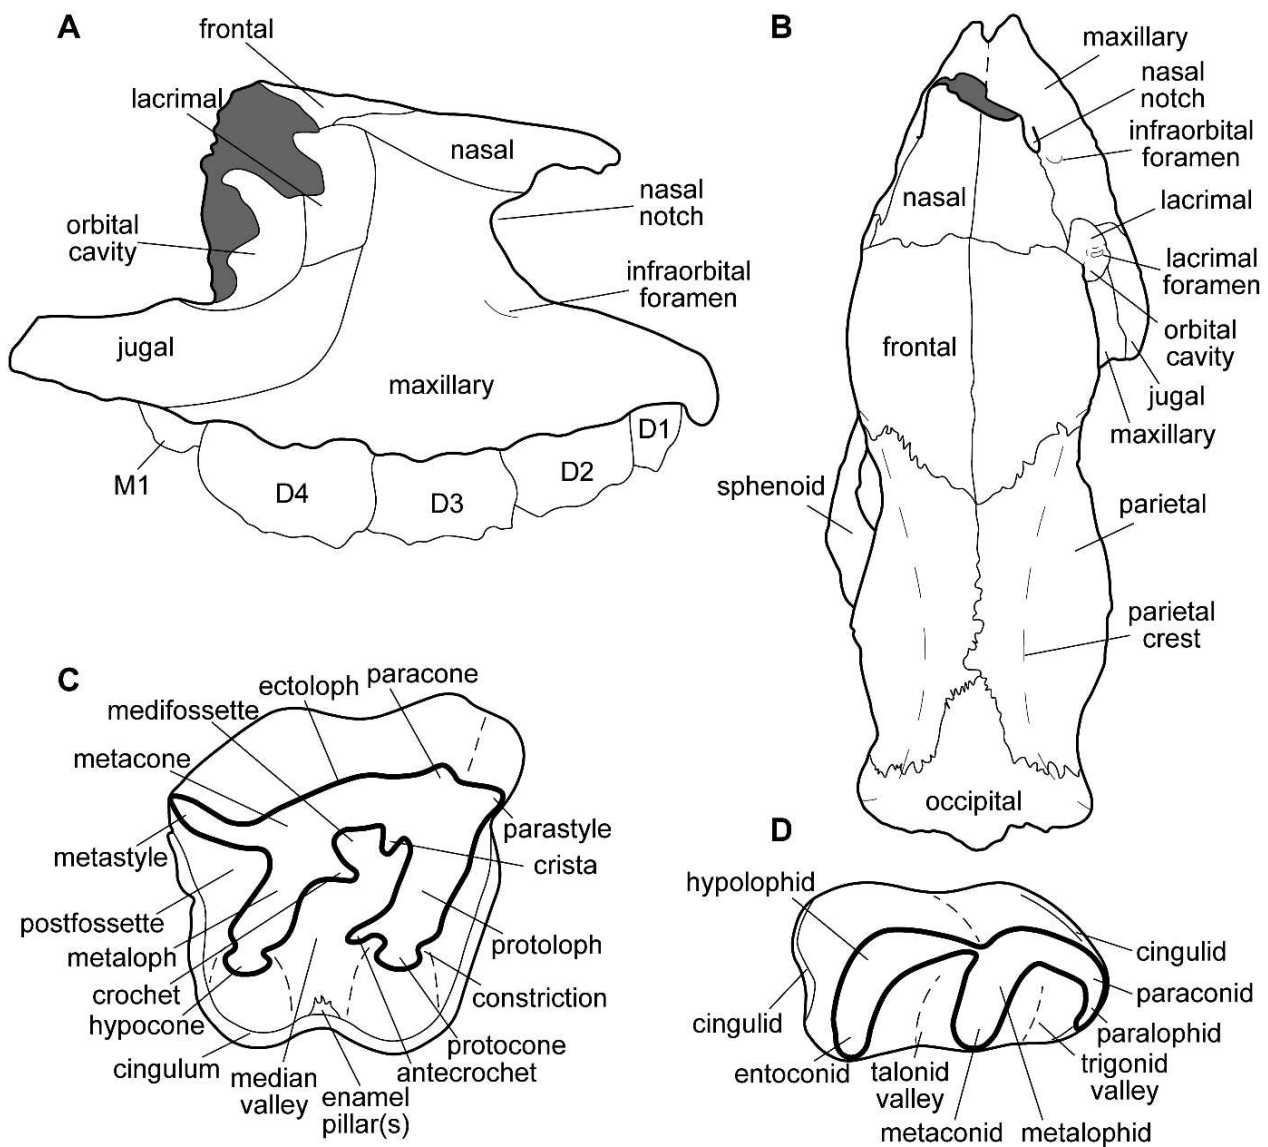 A
frontal
lacrimal
nasal
nasal
notch
orbital
cavity
infraorbital
foramen
jugal
maxillary
D1
D2
M1
D4
D3
B
maxillary
nasal
notch
infraorbital
foramen
lacrimal
nasal
lacrimal
foramen
orbital
cavity
frontal
jugal
maxillary
sphenoid
parietal
parietal
crest
occipital
C
ectoloph
paracone
medifossette
metacone
parastyle
metastyle
crista
postfossette
metaloph
protoloph
crochet
constriction
hypocone
protocone
cingulum
antecrochet
median
valley
enamel
pillar(s)
D
hypolophid
cingulid
paraconid
cingulid
paralophid
entoconid
talonid
valley
trigonid
valley
metaconid
metalophid